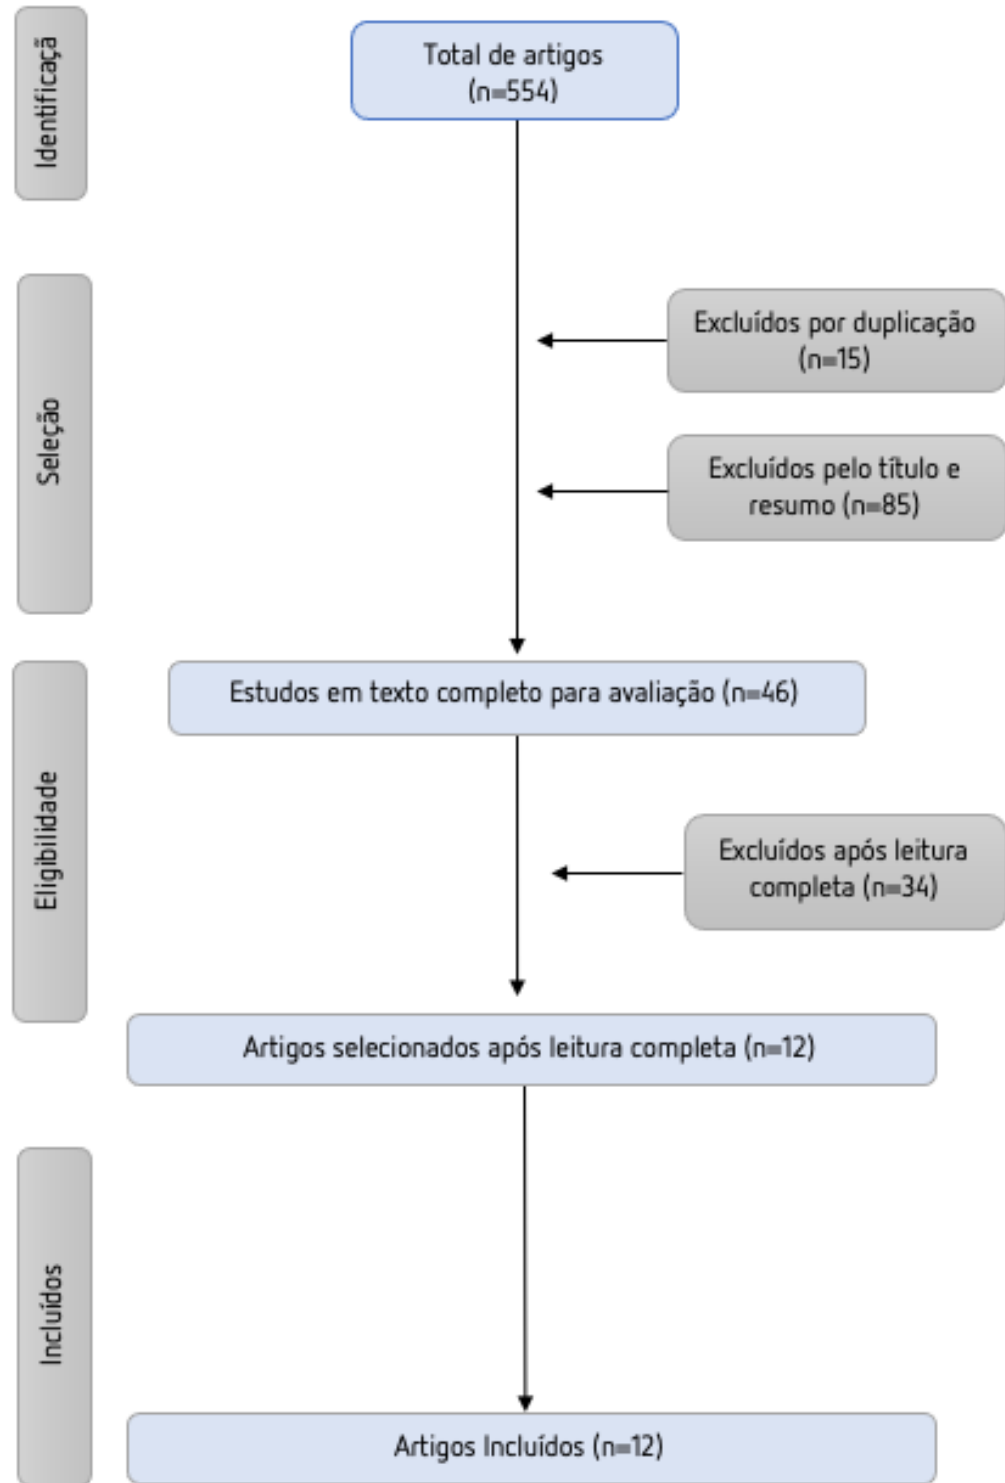 Identificaçã
Total de artigos
(n=554)
Seleção
Excluídos por duplicação
(n=15)
Excluídos pelo título e
resumo (n=85)
Eligibilidade
Estudos em texto completo para avaliação (n=46)
Excluídos após leitura
completa (n=34)
Artigos selecionados após leitura completa (n=12)
Incluídos
Artigos Incluídos (n=12)